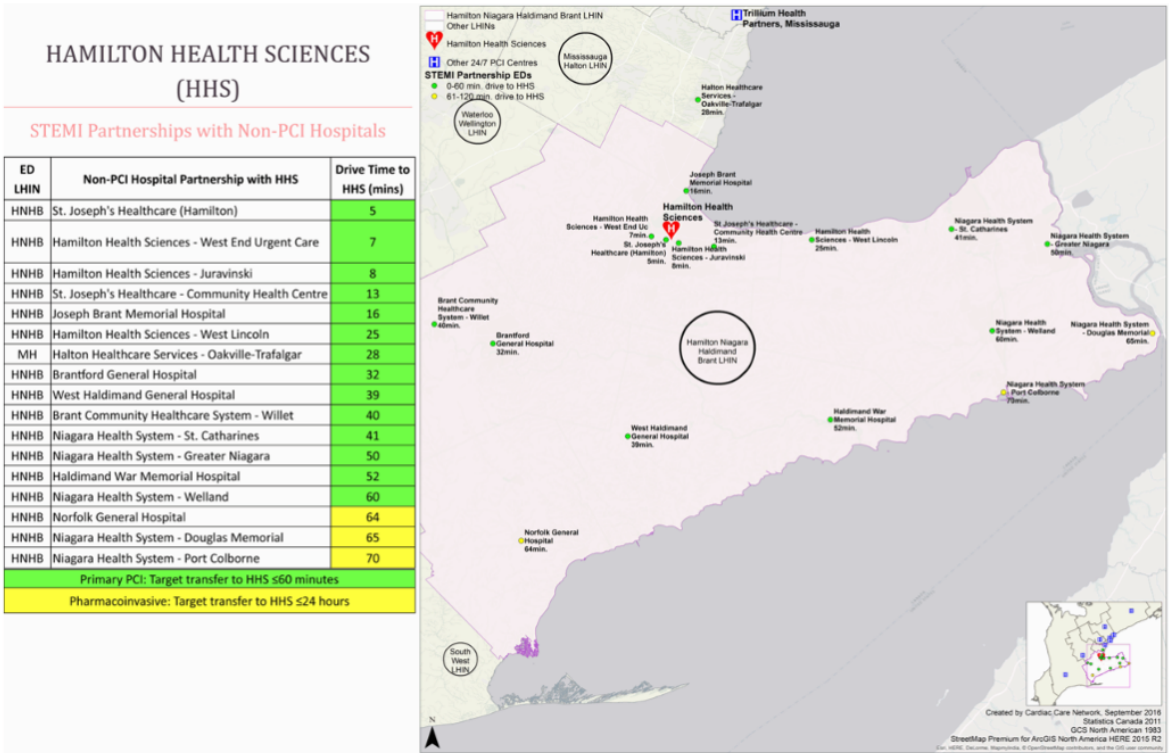 HAMILTON HEALTH SCIENCES
(HHS)
STEMI Partnerships with Non-PCI Hospitals
ED LHIN Non-PCI Hospital Partnership with HHS Drive Time to HHS (mins)
HNHB St. Joseph's Healthcare (Hamilton) 5
HNHB Hamilton Health Sciences - West End Urgent Care 7
HNHB Hamilton Health Sciences - Juravinski 8
HNHB St. Joseph's Healthcare - Community Health Centre 13
HNHB Joseph Brant Memorial Hospital 16
HNHB Hamilton Health Sciences - West Lincoln 25
MH Halton Healthcare Services - Oakville-Trafalgar 28
HNHB Brantford General Hospital 32
HNHB West Haldimand General Hospital 39
HNHB Brant Community Healthcare System - Willet 40
HNHB Niagara Health System - St. Catharines 41
HNHB Niagara Health System - Greater Niagara 50
HNHB Haldimand War Memorial Hospital 52
HNHB Niagara Health System - Welland 60
HNHB Norfolk General Hospital 64
HNHB Niagara Health System - Douglas Memorial 65
HNHB Niagara Health System - Port Colborne 70
Primary PCI: Target transfer to HHS ≤60 minutes
Pharmacoinvasive: Target transfer to HHS ≤24 hours
Hamilton Niagara Haldimand Brant LHIN
Other LHINs
H Hamilton Health Sciences
H Other 24/7 PCI Centres
STEMI Partnership EDs
0-60 min. drive to HHS
61-120 min. drive to HHS
H Trillium Health
Partners, Mississauga
Mississauga
Halton LHIN
Waterloo
Wellington
LHIN
Halton Healthcare
Services -
Oakville-Trafalgar
28min.
Joseph Brant
Memorial Hospital
16min.
Hamilton Health
Sciences
H
Hamilton Health
Sciences - West End Uc
7min.
St. Joseph's
Healthcare (Hamilton)
5min.
Hamilton Health
Sciences - Juravinski
8min.
St Joseph's Healthcare -
Community Health Centre
13min.
Hamilton Health
Sciences - West Lincoln
25min.
Niagara Health System
- St. Catharines
41min.
Niagara Health System
- Greater Niagara
50min.
Brant Community
Healthcare
System - Willet
40min.
Brantford
General Hospital
32min.
Hamilton Niagara
Haldimand
Brant LHIN
Niagara Health
System - Welland
60min.
Niagara Health System
- Douglas Memorial
65min.
Niagara Health System
- Port Colborne
Haldimand War
Memorial Hospital
52min.
West Haldimand
General Hospital
39min.
Norfolk General
Hospital
64min.
South
West
LHIN
N
Created by Cardiac Care Network, September 2016
Statistics Canada 2011
GCS North American 1983
StreetMap Premium for ArcGIS North America HERE 2015 R2